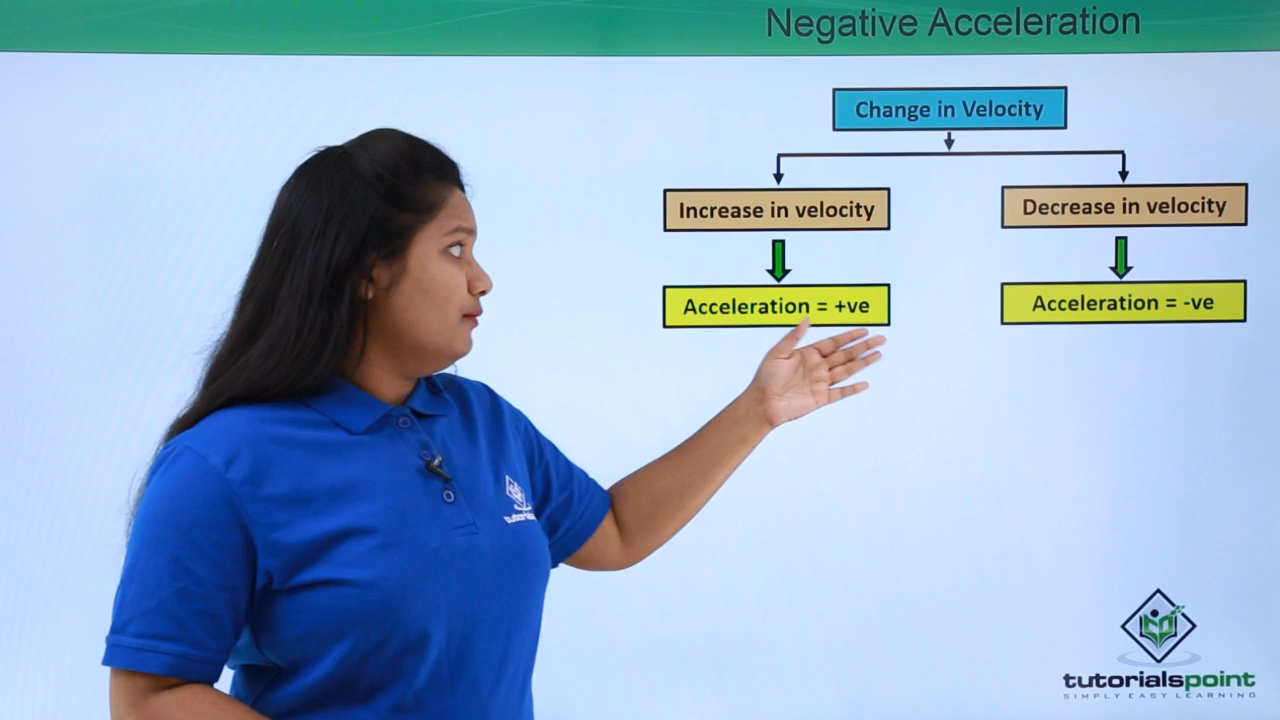 Negative Acceleration
Change in Velocity
Increase in velocity
Decrease in velocity
Acceleration = +ve
Acceleration = -ve
tutorialspoint
SIMPLY EASY LEARNING